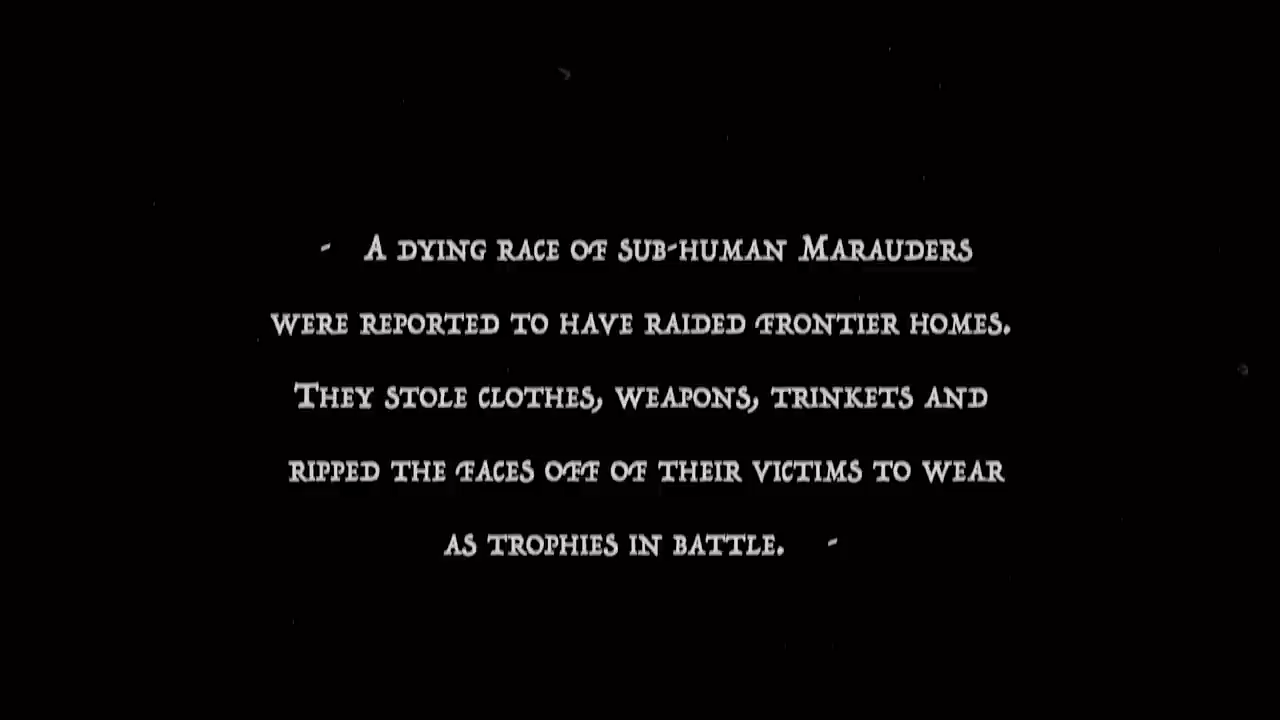 - A dying race of sub-human Marauders
were reported to have raided frontier homes.
They stole clothes, weapons, trinkets and
ripped the faces off of their victims to wear
as trophies in battle. -